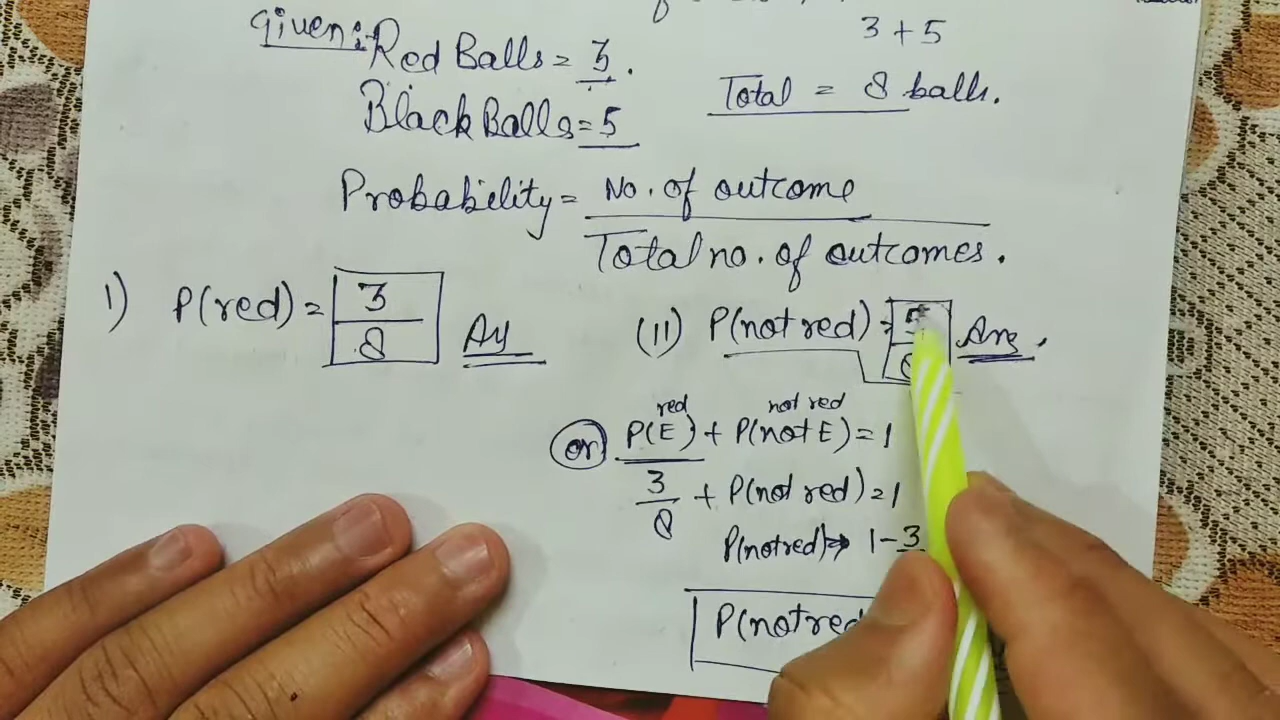 3 + 5
Given:
Red Balls = 3.
Total = 8 balls.
Black Balls = 5
Probability = No. of outcome
Total no. of outcomes.
1) P(red) = 3
8
(II) P(not red) = 5
Ans.
red
not red
or P(E) + P(not E) = 1
3
8
+ P(not red) = 1
P(not red) ⇒ 1 - 3
P(not red